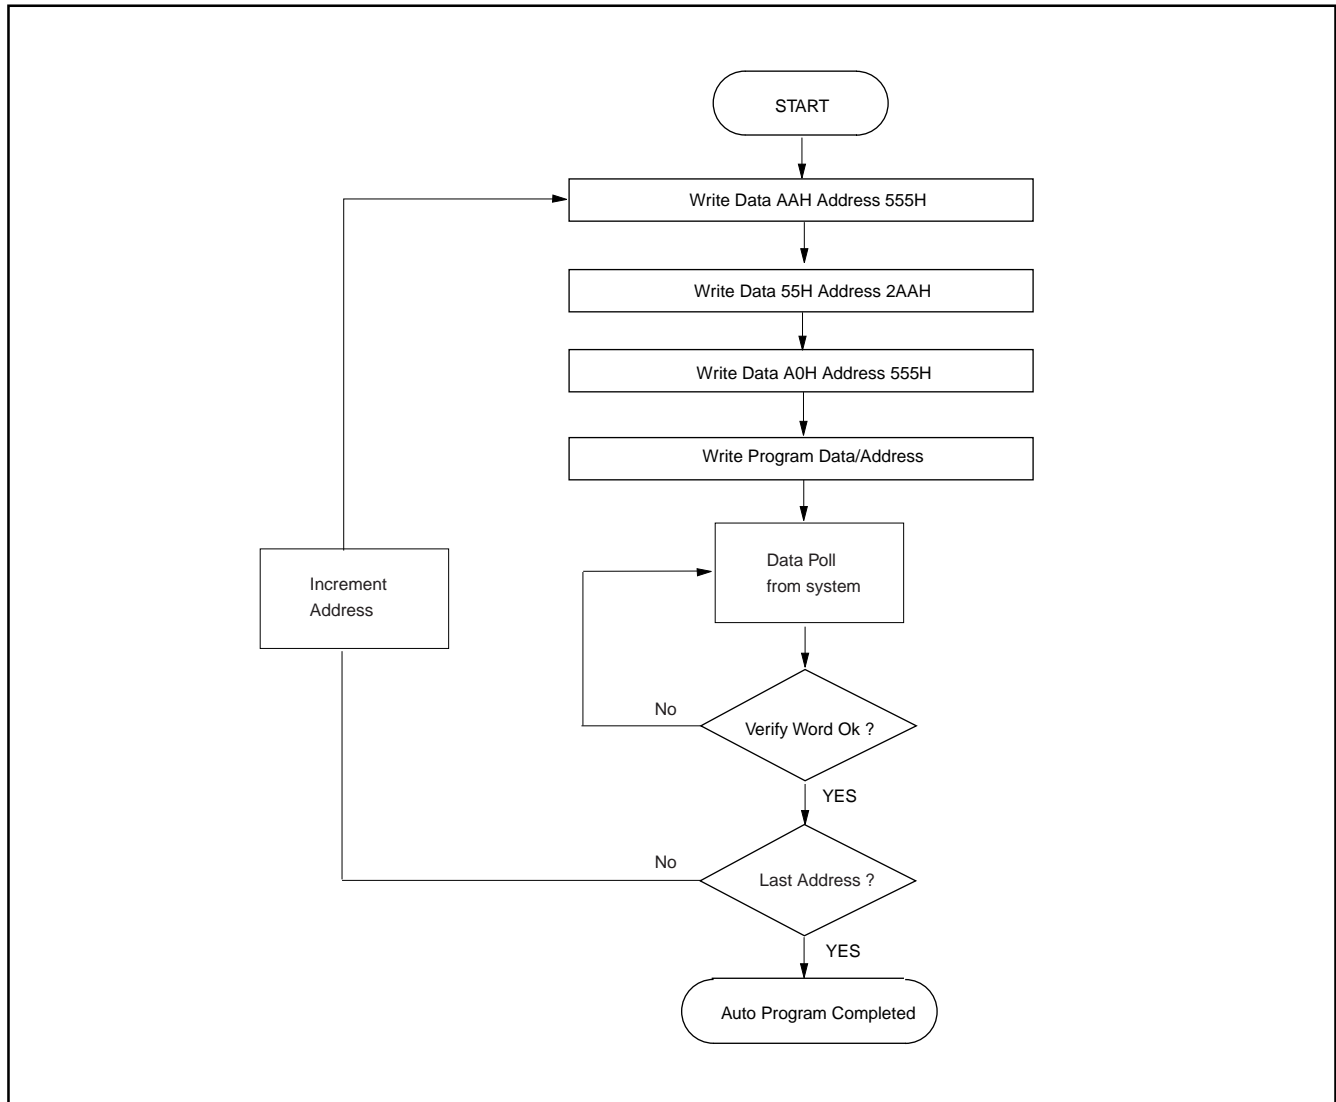 START
Write Data AAH Address 555H
Write Data 55H Address 2AAH
Write Data A0H Address 555H
Write Program Data/Address
Data Poll
from system
Increment
Address
No
Verify Word Ok ?
YES
No
Last Address ?
YES
Auto Program Completed